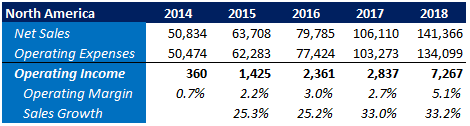 North America 2014 2015 2016 2017 2018
Net Sales 50,834 63,708 79,785 106,110 141,366
Operating Expenses 50,474 62,283 77,424 103,273 134,099
Operating Income 360 1,425 2,361 2,837 7,267
Operating Margin 0.7% 2.2% 3.0% 2.7% 5.1%
Sales Growth 25.3% 25.2% 33.0% 33.2%